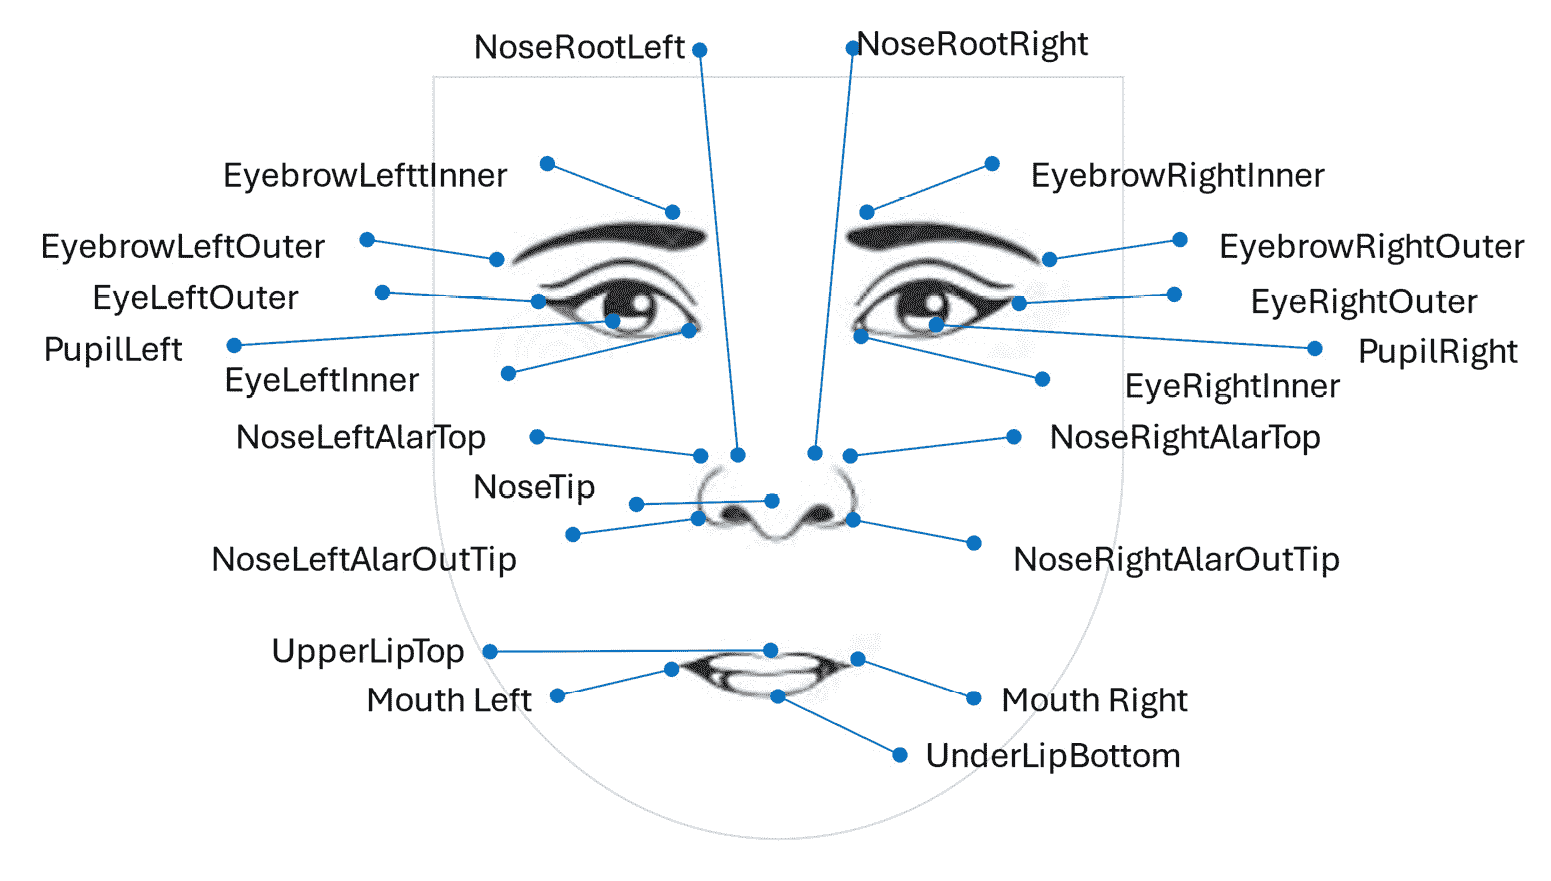 NoseRootLeft
NoseRootRight
EyebrowLefttInner
EyebrowRightInner
EyebrowLeftOuter
EyebrowRightOuter
EyeLeftOuter
EyeRightOuter
PupilLeft
PupilRight
EyeLeftInner
EyeRightInner
NoseLeftAlarTop
NoseRightAlarTop
NoseTip
NoseLeftAlarOutTip
NoseRightAlarOutTip
UpperLipTop
Mouth Left
Mouth Right
UnderLipBottom